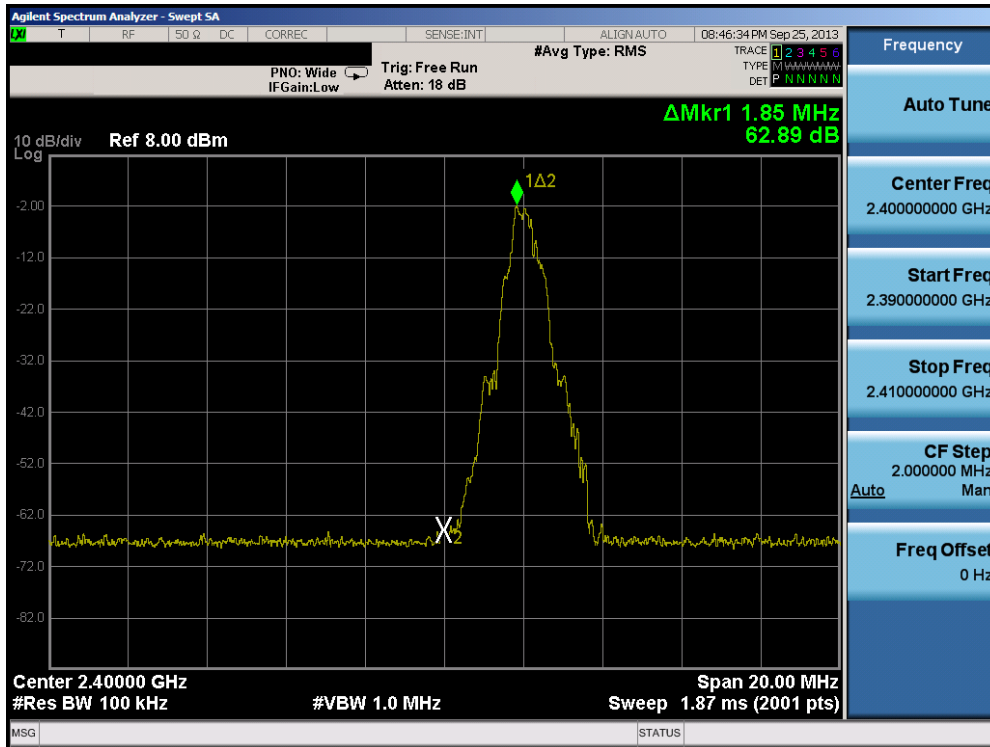 Agilent Spectrum Analyzer - Swept SA
LXI T RF 50 Ω DC CORREC SENSE:INT ALIGN AUTO 08:46:34 PM Sep 25, 2013
#Avg Type: RMS
TRACE 1 2 3 4 5 6
PNO: Wide Trig: Free Run
TYPE M WWWWW
IFGain:Low Atten: 18 dB
DET P N N N N N
ΔMkr1 1.85 MHz
62.89 dB
10 dB/div Ref 8.00 dBm
Log
1Δ2
-2.00
-12.0
-22.0
-32.0
-42.0
-52.0
-62.0
X2
-72.0
-82.0
Center 2.40000 GHz Span 20.00 MHz
#Res BW 100 kHz #VBW 1.0 MHz Sweep 1.87 ms (2001 pts)
MSG STATUS
Frequency
Auto Tune
Center Freq
2.400000000 GHz
Start Freq
2.390000000 GHz
Stop Freq
2.410000000 GHz
CF Step
2.000000 MHz
Auto Man
Freq Offset
0 Hz